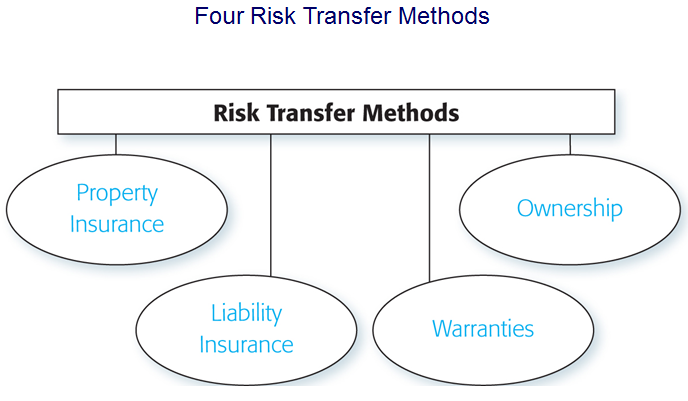 Four Risk Transfer Methods
Risk Transfer Methods
Property
Insurance
Ownership
Liability
Insurance
Warranties